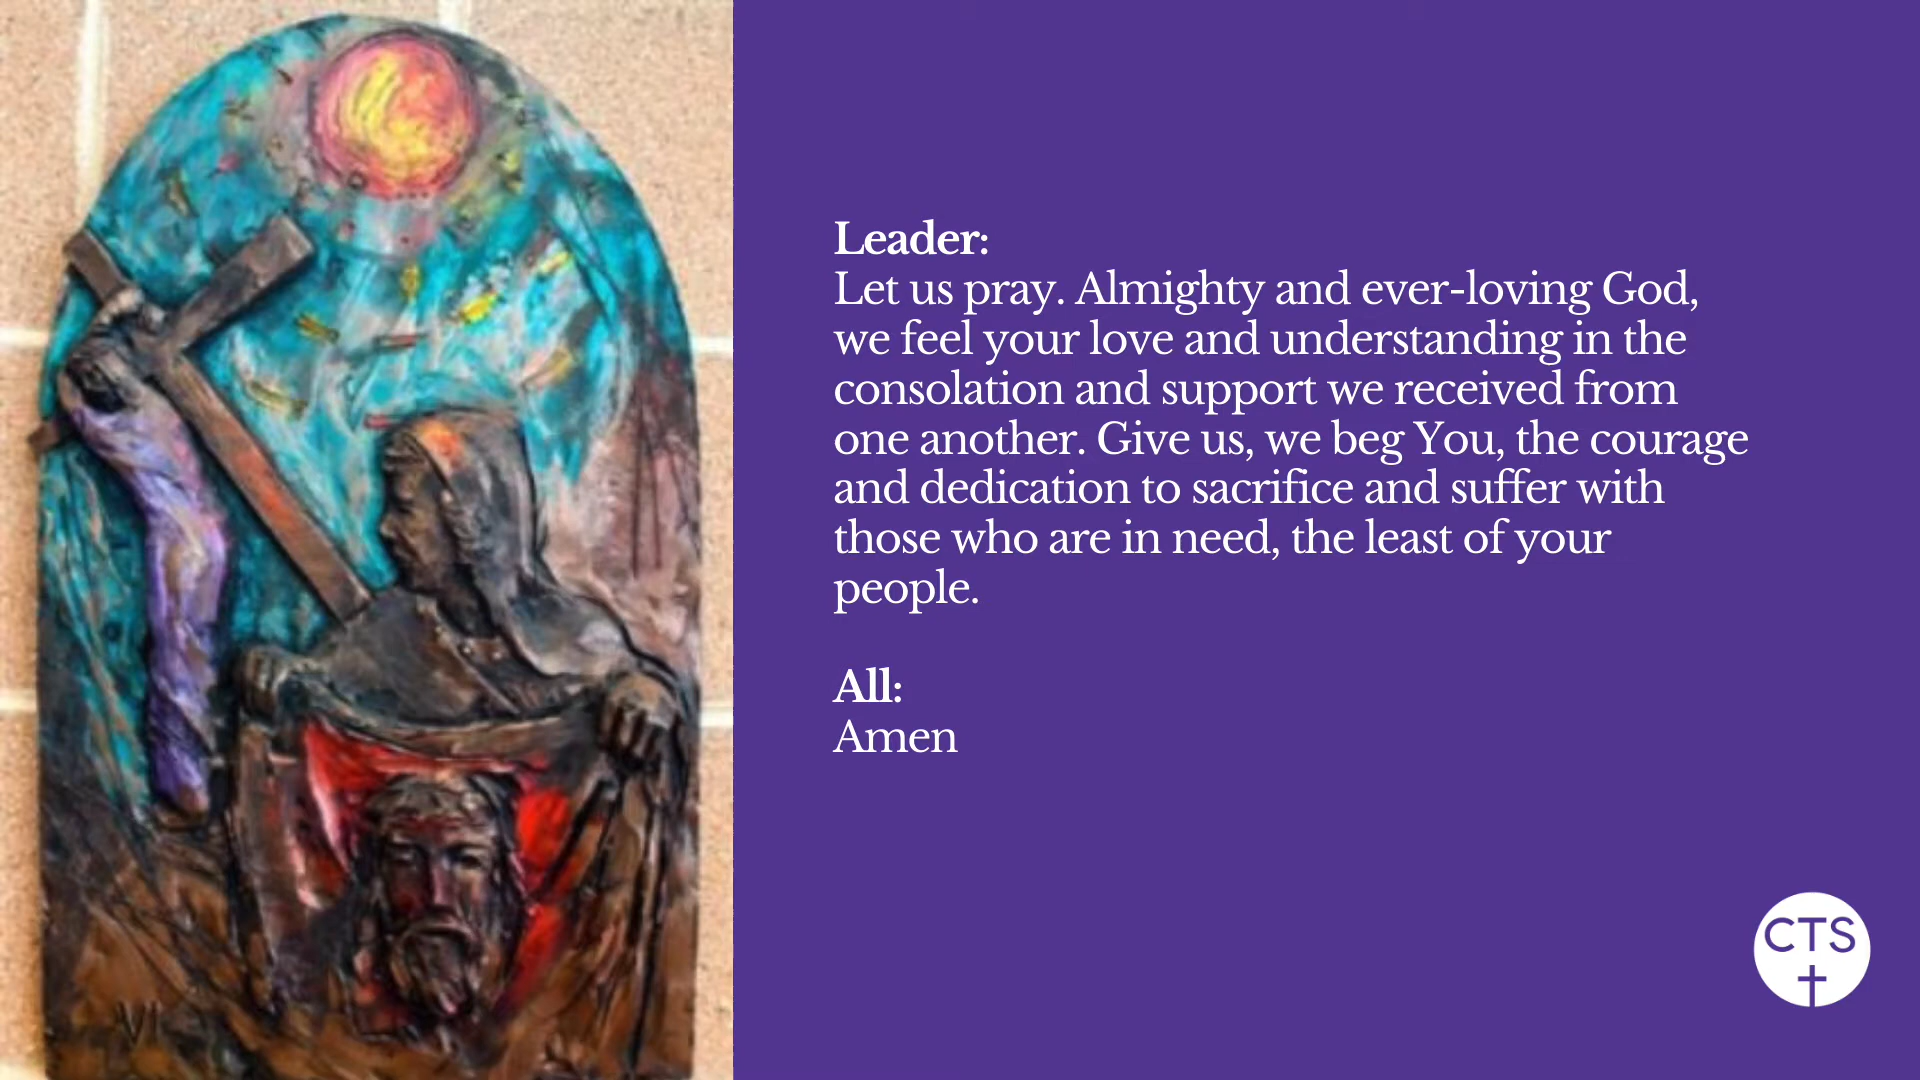 Leader:
Let us pray. Almighty and ever-loving God,
we feel your love and understanding in the
consolation and support we received from
one another. Give us, we beg You, the courage
and dedication to sacrifice and suffer with
those who are in need, the least of your
people.
All:
Amen
CTS
VI